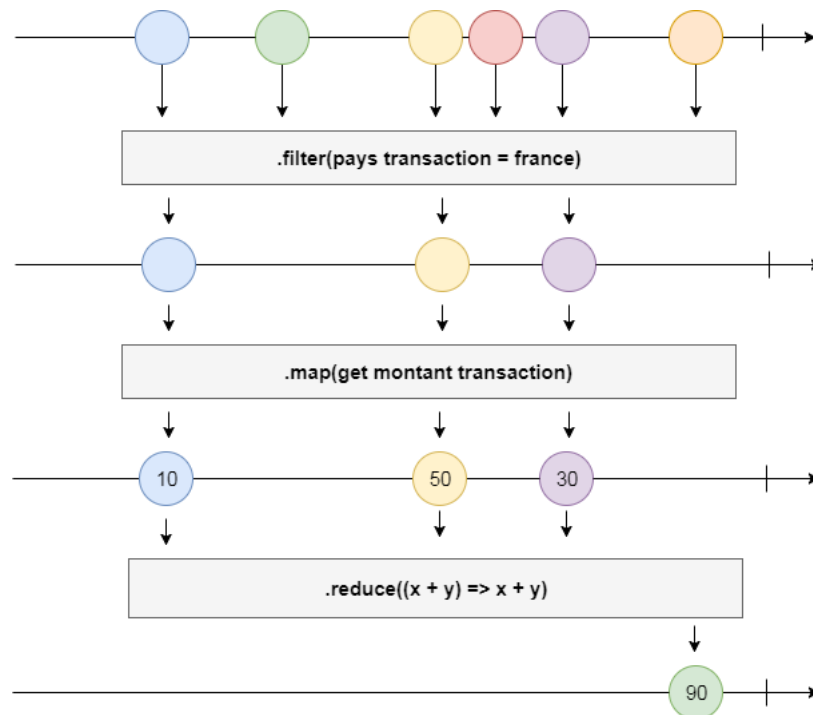 .filter(pays transaction = france)
.map(get montant transaction)
10 50 30
.reduce((x + y) => x + y)
90